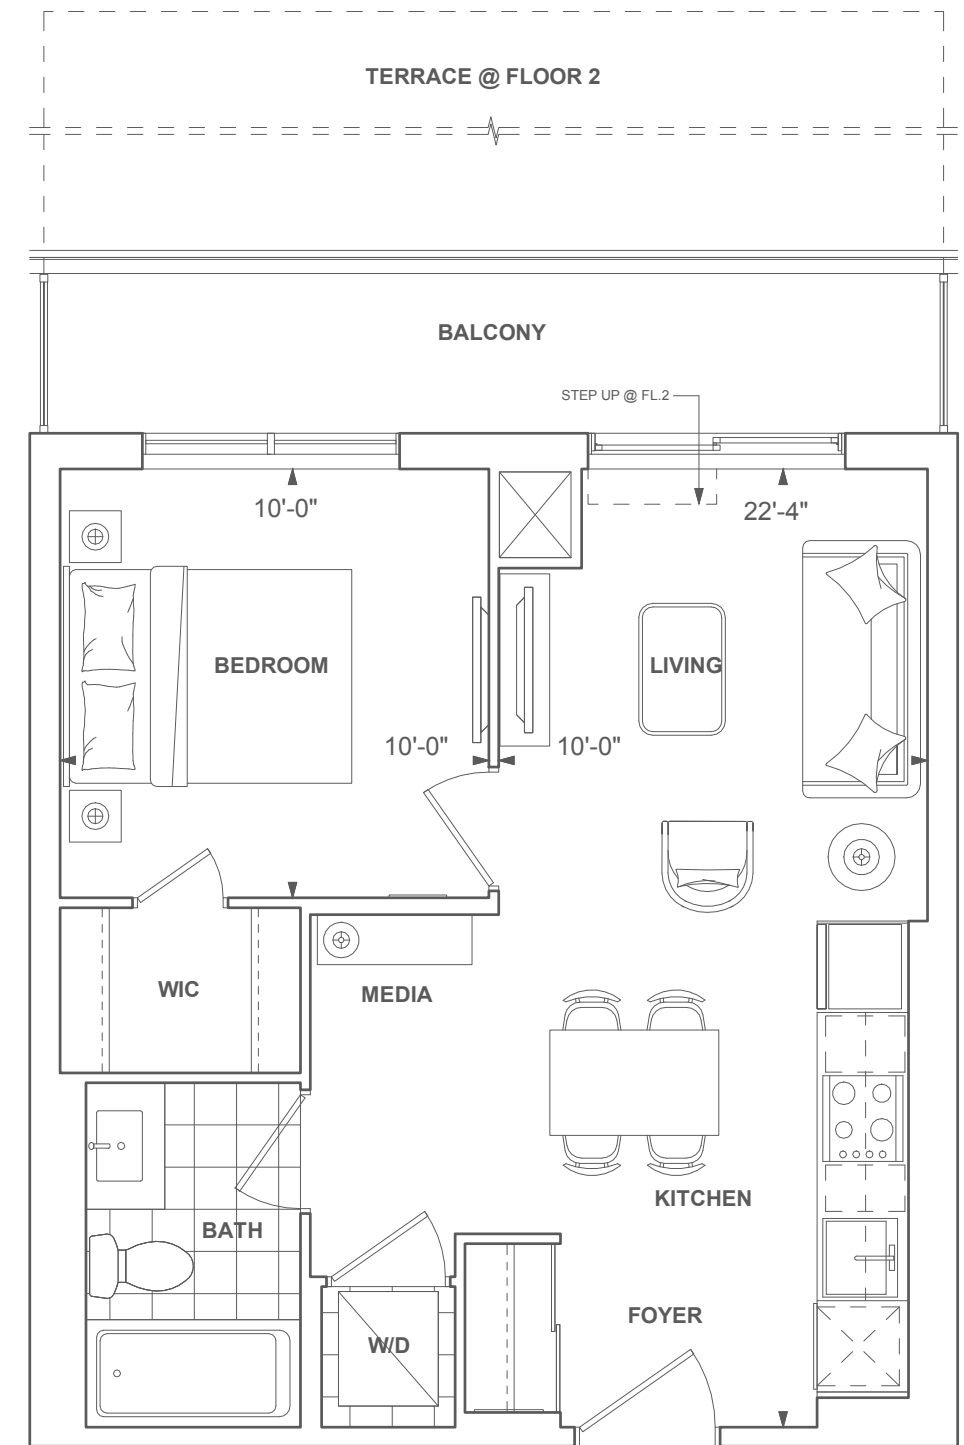 TERRACE @ FLOOR 2
BALCONY
STEP UP @ FL.2
10'-0"
22'-4"
BEDROOM
LIVING
10'-0"
10'-0"
WIC
MEDIA
KITCHEN
BATH
FOYER
W/D